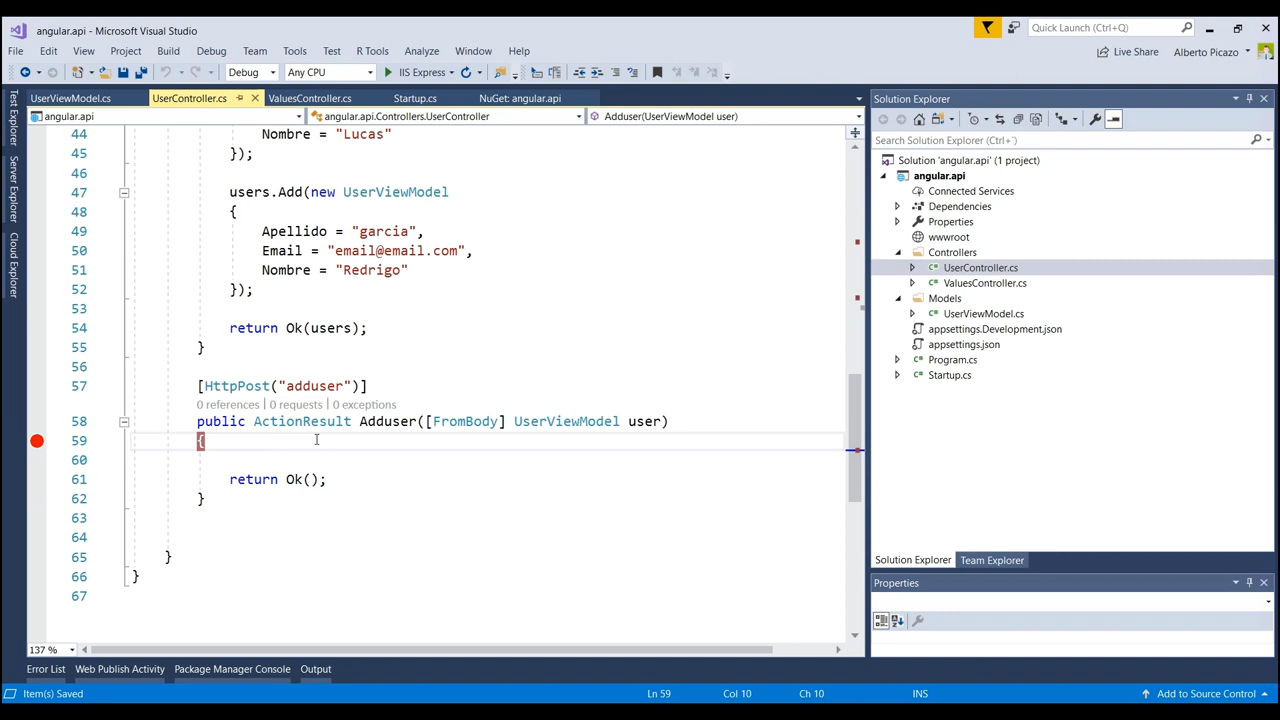 angular.api - Microsoft Visual Studio
Quick Launch (Ctrl+Q)
File Edit View Project Build Debug Team Tools Test R Tools Analyze Window Help
Live Share Alberto Picazo
Debug Any CPU IIS Express
UserViewModel.cs UserController.cs ValuesController.cs Startup.cs NuGet: angular.api
angular.api angular.api.Controllers.UserController Adduser(UserViewModel user)
Test Explorer
Server Explorer
Cloud Explorer
44 Nombre = "Lucas"
45 });
46
47 users.Add(new UserViewModel
48 {
49 Apellido = "garcia",
50 Email = "email@email.com",
51 Nombre = "Redrigo"
52 });
53
54 return Ok(users);
55 }
56
57 [HttpPost("adduser")]
0 references | 0 requests | 0 exceptions
58 public ActionResult Adduser([FromBody] UserViewModel user)
59 {
60
61 return Ok();
62 }
63
64
65 }
66 }
67
137 %
Solution Explorer
Search Solution Explorer (Ctrl+´)
Solution 'angular.api' (1 project)
angular.api
Connected Services
Dependencies
Properties
wwwroot
Controllers
UserController.cs
ValuesController.cs
Models
UserViewModel.cs
appsettings.Development.json
appsettings.json
Program.cs
Startup.cs
Solution Explorer Team Explorer
Properties
Error List Web Publish Activity Package Manager Console Output
Item(s) Saved Ln 59 Col 10 Ch 10 INS Add to Source Control